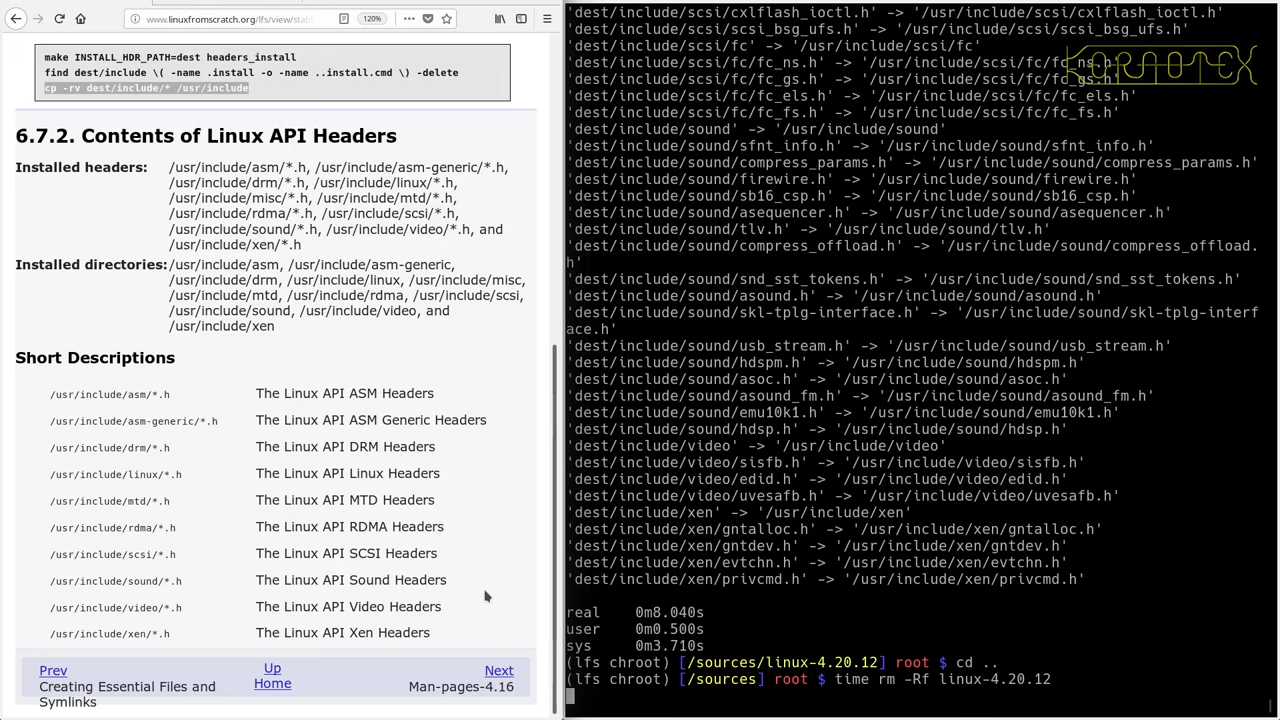 www.linuxfromscratch.org/lfs/view/stab
120%
make INSTALL_HDR_PATH=dest headers_install
find dest/include \( -name .install -o -name ..install.cmd \) -delete
cp -rv dest/include/* /usr/include
6.7.2. Contents of Linux API Headers
Installed headers: /usr/include/asm/*.h, /usr/include/asm-generic/*.h,
/usr/include/drm/*.h, /usr/include/linux/*.h,
/usr/include/misc/*.h, /usr/include/mtd/*.h,
/usr/include/rdma/*.h, /usr/include/scsi/*.h,
/usr/include/sound/*.h, /usr/include/video/*.h, and
/usr/include/xen/*.h
Installed directories: /usr/include/asm, /usr/include/asm-generic,
/usr/include/drm, /usr/include/linux, /usr/include/misc,
/usr/include/mtd, /usr/include/rdma, /usr/include/scsi,
/usr/include/sound, /usr/include/video, and
/usr/include/xen
Short Descriptions
/usr/include/asm/*.h The Linux API ASM Headers
/usr/include/asm-generic/*.h The Linux API ASM Generic Headers
/usr/include/drm/*.h The Linux API DRM Headers
/usr/include/linux/*.h The Linux API Linux Headers
/usr/include/mtd/*.h The Linux API MTD Headers
/usr/include/rdma/*.h The Linux API RDMA Headers
/usr/include/scsi/*.h The Linux API SCSI Headers
/usr/include/sound/*.h The Linux API Sound Headers
/usr/include/video/*.h The Linux API Video Headers
/usr/include/xen/*.h The Linux API Xen Headers
Prev Up Next
Creating Essential Files and Symlinks Home Man-pages-4.16
'dest/include/scsi/cxlflash_ioctl.h' -> '/usr/include/scsi/cxlflash_ioctl.h'
'dest/include/scsi/scsi_bsg_ufs.h' -> '/usr/include/scsi/scsi_bsg_ufs.h'
'dest/include/scsi/fc' -> '/usr/include/scsi/fc'
'dest/include/scsi/fc/fc_ns.h' -> '/usr/include/scsi/fc/fc_ns.h'
'dest/include/scsi/fc/fc_gs.h' -> '/usr/include/scsi/fc/fc_gs.h'
'dest/include/scsi/fc/fc_els.h' -> '/usr/include/scsi/fc/fc_els.h'
'dest/include/scsi/fc/fc_fs.h' -> '/usr/include/scsi/fc/fc_fs.h'
'dest/include/sound' -> '/usr/include/sound'
'dest/include/sound/sfnt_info.h' -> '/usr/include/sound/sfnt_info.h'
'dest/include/sound/compress_params.h' -> '/usr/include/sound/compress_params.h'
'dest/include/sound/firewire.h' -> '/usr/include/sound/firewire.h'
'dest/include/sound/sb16_csp.h' -> '/usr/include/sound/sb16_csp.h'
'dest/include/sound/asequencer.h' -> '/usr/include/sound/asequencer.h'
'dest/include/sound/tlv.h' -> '/usr/include/sound/tlv.h'
'dest/include/sound/compress_offload.h' -> '/usr/include/sound/compress_offload.
h'
'dest/include/sound/snd_sst_tokens.h' -> '/usr/include/sound/snd_sst_tokens.h'
'dest/include/sound/asound.h' -> '/usr/include/sound/asound.h'
'dest/include/sound/skl-tplg-interface.h' -> '/usr/include/sound/skl-tplg-interf
ace.h'
'dest/include/sound/usb_stream.h' -> '/usr/include/sound/usb_stream.h'
'dest/include/sound/hdspm.h' -> '/usr/include/sound/hdspm.h'
'dest/include/sound/asoc.h' -> '/usr/include/sound/asoc.h'
'dest/include/sound/asound_fm.h' -> '/usr/include/sound/asound_fm.h'
'dest/include/sound/emu10k1.h' -> '/usr/include/sound/emu10k1.h'
'dest/include/sound/hdsp.h' -> '/usr/include/sound/hdsp.h'
'dest/include/video' -> '/usr/include/video'
'dest/include/video/sisfb.h' -> '/usr/include/video/sisfb.h'
'dest/include/video/edid.h' -> '/usr/include/video/edid.h'
'dest/include/video/uvesafb.h' -> '/usr/include/video/uvesafb.h'
'dest/include/xen' -> '/usr/include/xen'
'dest/include/xen/gntalloc.h' -> '/usr/include/xen/gntalloc.h'
'dest/include/xen/gntdev.h' -> '/usr/include/xen/gntdev.h'
'dest/include/xen/evtchn.h' -> '/usr/include/xen/evtchn.h'
'dest/include/xen/privcmd.h' -> '/usr/include/xen/privcmd.h'
real 0m8.040s
user 0m0.500s
sys 0m3.710s
(lfs chroot) [/sources/linux-4.20.12] root $ cd ..
(lfs chroot) [/sources] root $ time rm -Rf linux-4.20.12